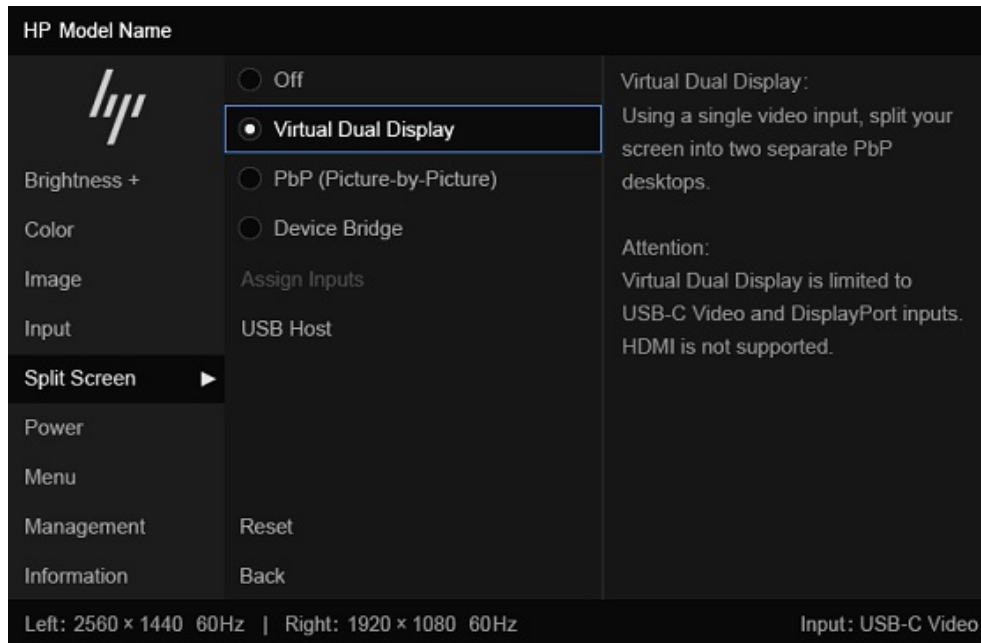 HP Model Name
hp
Brightness +
Color
Image
Input
Split Screen
Power
Menu
Management
Information
Off
Virtual Dual Display
PbP (Picture-by-Picture)
Device Bridge
Assign Inputs
USB Host
Reset
Back
Virtual Dual Display:
Using a single video input, split your
screen into two separate PbP
desktops.
Attention:
Virtual Dual Display is limited to
USB-C Video and DisplayPort inputs.
HDMI is not supported.
Left: 2560 × 1440 60Hz | Right: 1920 × 1080 60Hz
Input: USB-C Video